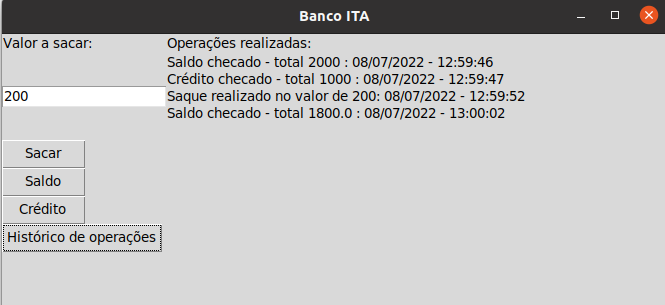 Banco ITA
Valor a sacar:
Operações realizadas:
Saldo checado - total 2000 : 08/07/2022 - 12:59:46
Crédito checado - total 1000 : 08/07/2022 - 12:59:47
200
Saque realizado no valor de 200: 08/07/2022 - 12:59:52
Saldo checado - total 1800.0 : 08/07/2022 - 13:00:02
Sacar
Saldo
Crédito
Histórico de operações